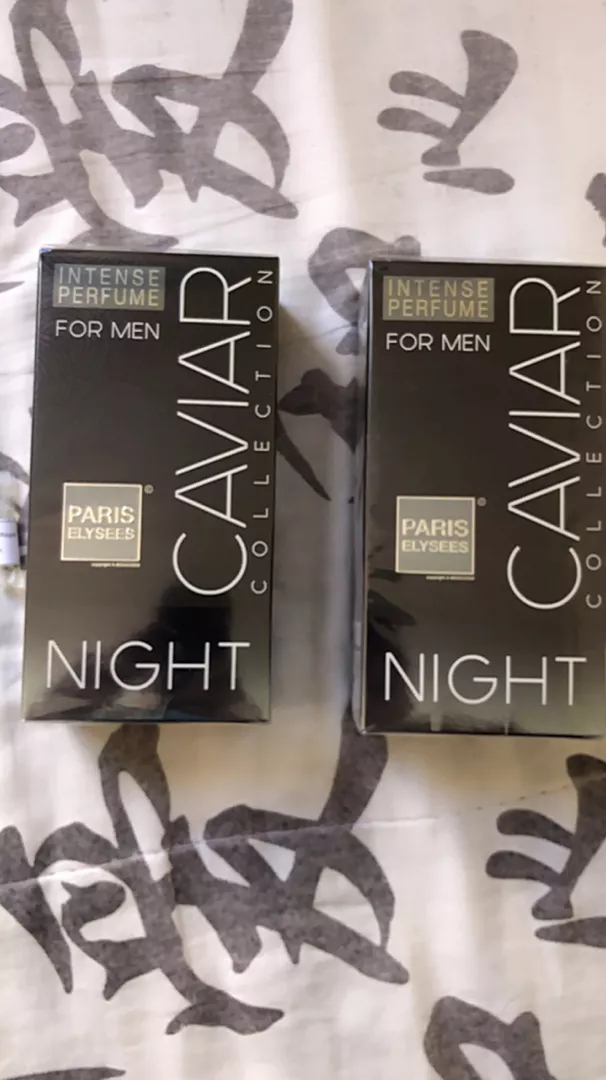 INTENSE
PERFUME
FOR MEN
CAVIAR
COLLECTION
PARIS
ELYSEES
NIGHT
INTENSE
PERFUME
FOR MEN
CAVIAR
COLLECTION
PARIS
ELYSEES
NIGHT